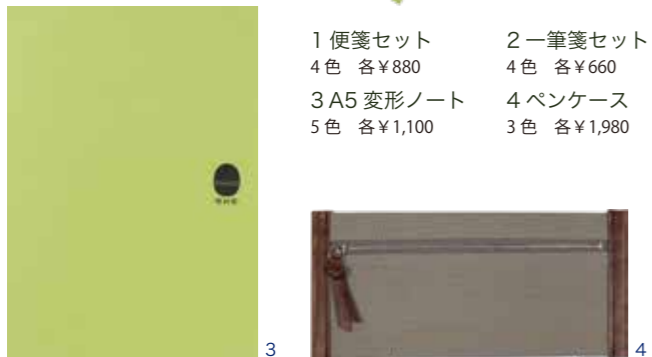 1 便箋セット
4色 各￥880
2 一筆箋セット
4色 各￥660
3 A5 変形ノート
5色 各￥1,100
4 ペンケース
3色 各￥1,980
3
4